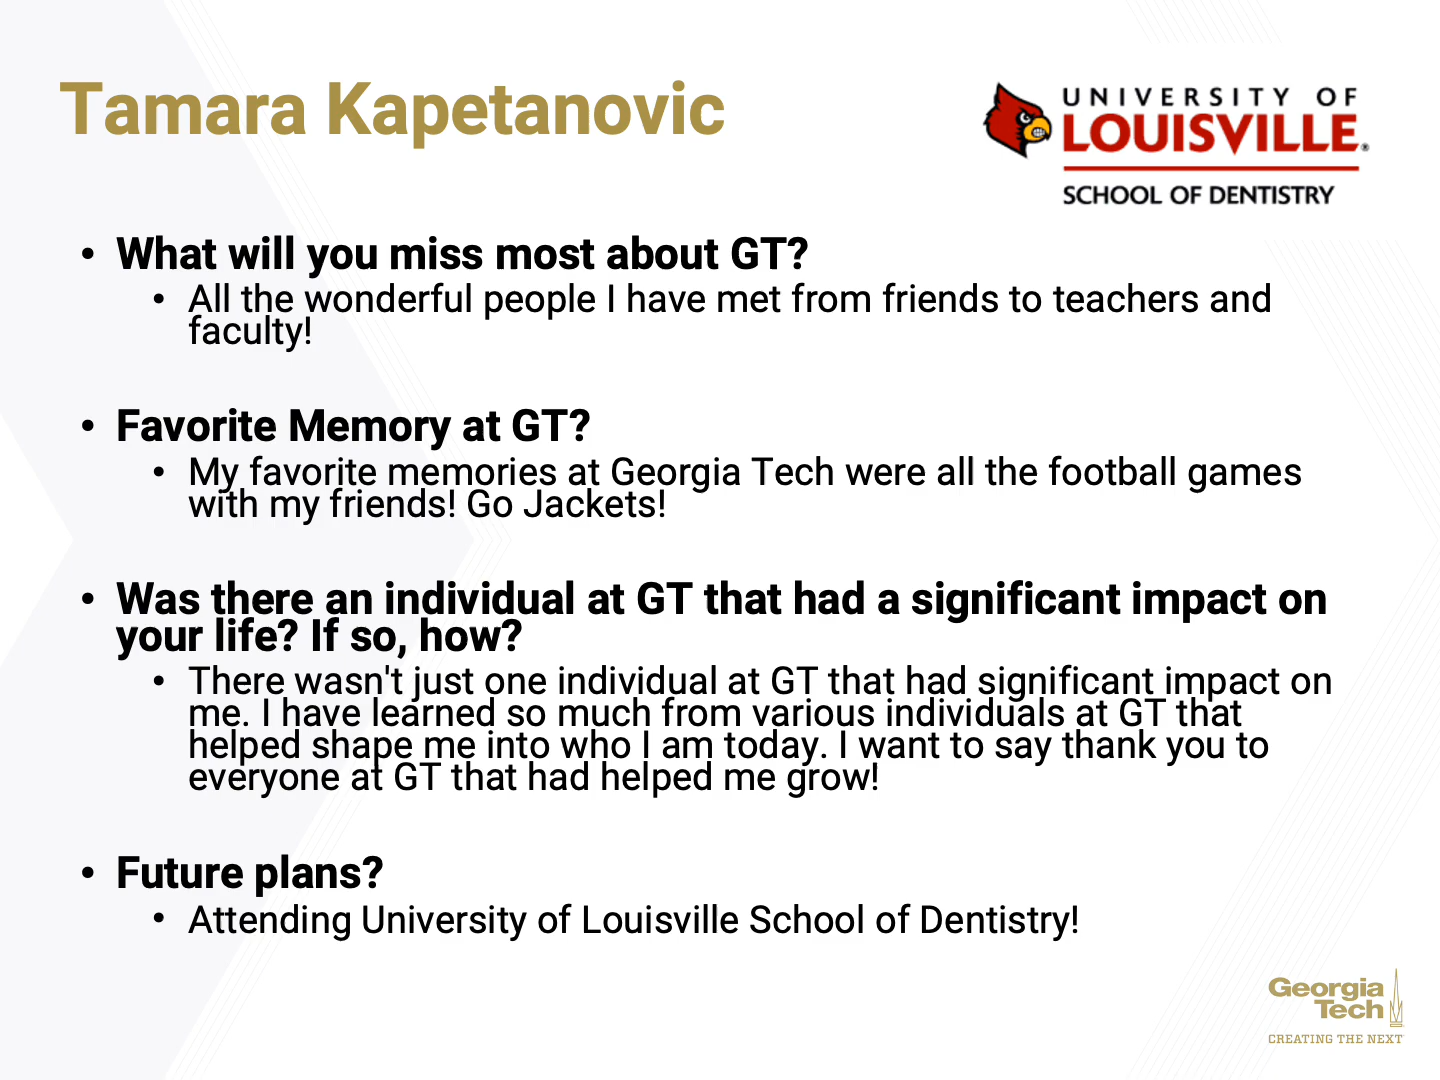 Tamara Kapetanovic
UNIVERSITY OF
LOUISVILLE®
SCHOOL OF DENTISTRY
• What will you miss most about GT?
• All the wonderful people I have met from friends to teachers and
faculty!
• Favorite Memory at GT?
• My favorite memories at Georgia Tech were all the football games
with my friends! Go Jackets!
• Was there an individual at GT that had a significant impact on
your life? If so, how?
• There wasn't just one individual at GT that had significant impact on
me. I have learned so much from various individuals at GT that
helped shape me into who I am today. I want to say thank you to
everyone at GT that had helped me grow!
• Future plans?
• Attending University of Louisville School of Dentistry!
Georgia
Tech
CREATING THE NEXT